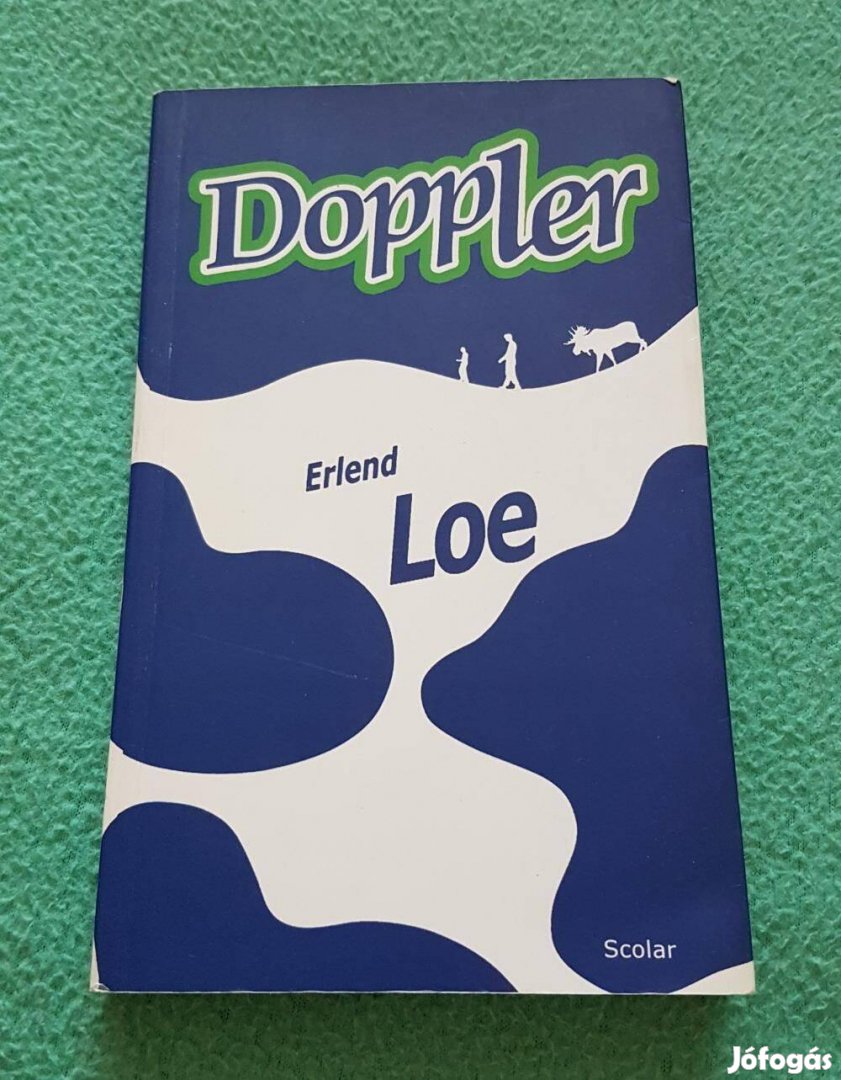 Doppler
Erlend
Loe
Scolar
Jófogás